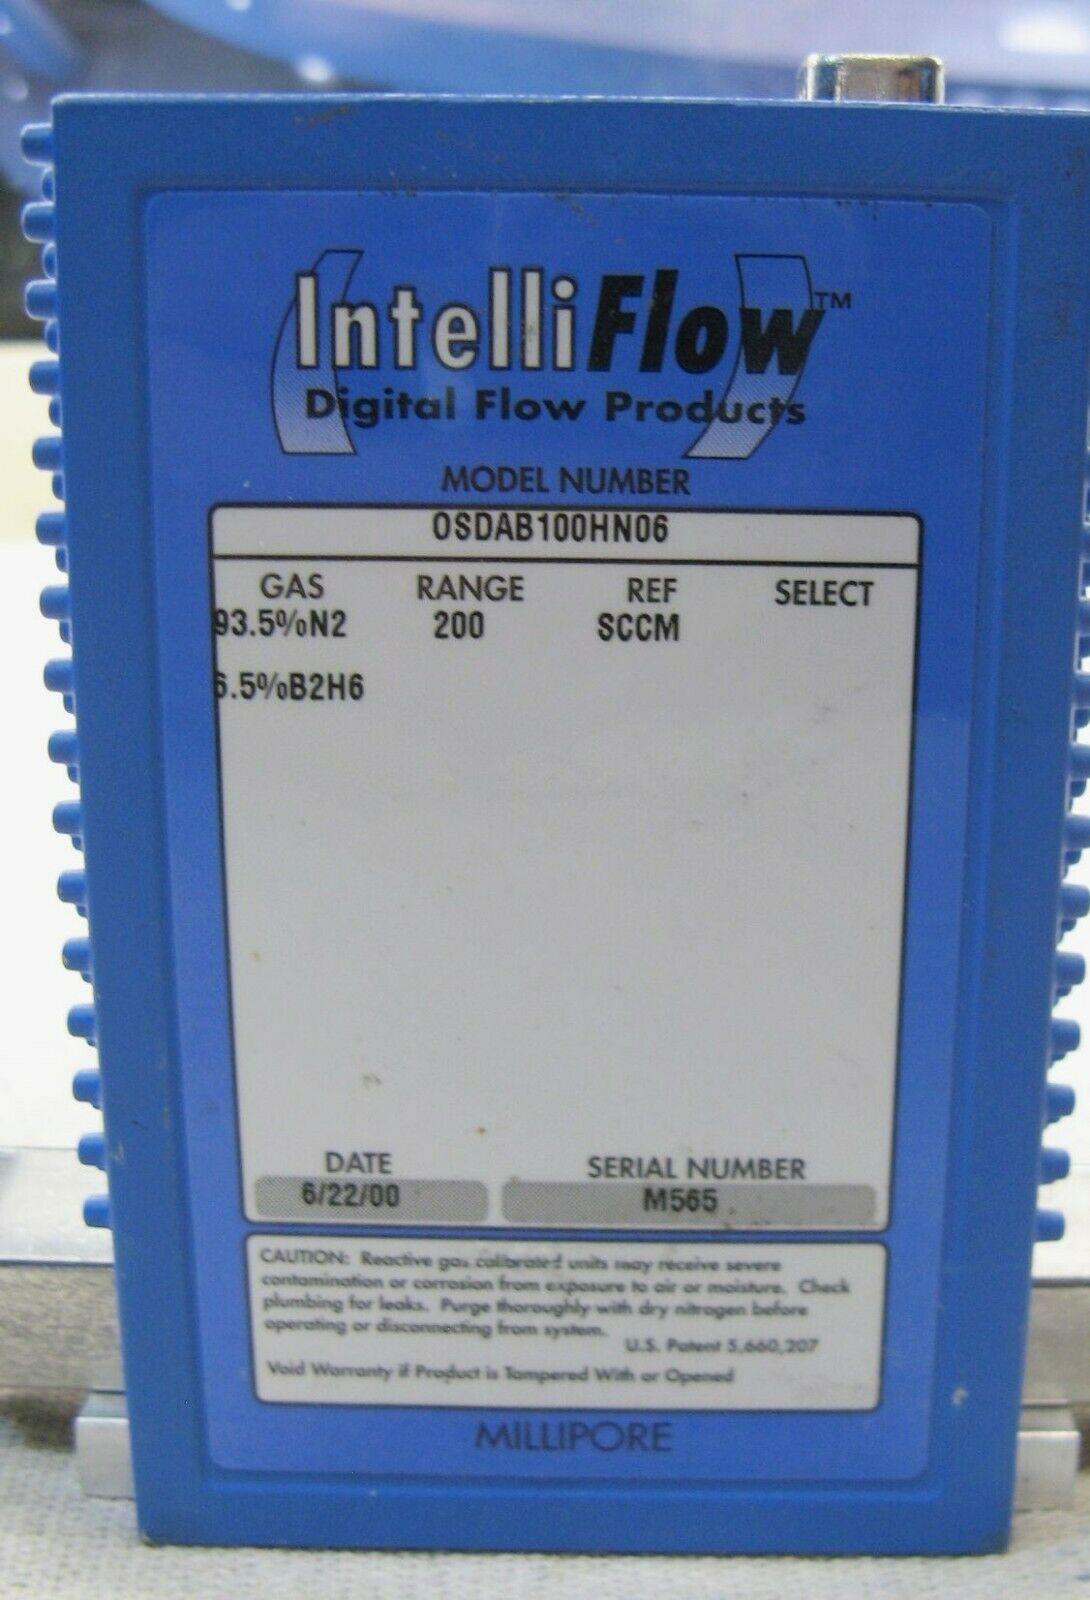 IntelliFlow™
Digital Flow Products
MODEL NUMBER
OSDAB100HN06
GAS RANGE REF SELECT
93.5%N2 200 SCCM
6.5%B2H6
DATE SERIAL NUMBER
6/22/00 M565
CAUTION: Reactive gas calibrated units may receive severe
contamination or corrosion from exposure to air or moisture. Check
plumbing for leaks. Purge thoroughly with dry nitrogen before
operating or disconnecting from system.
U.S. Patent 5,660,207
Void Warranty if Product is Tampered With or Opened
MILLIPORE